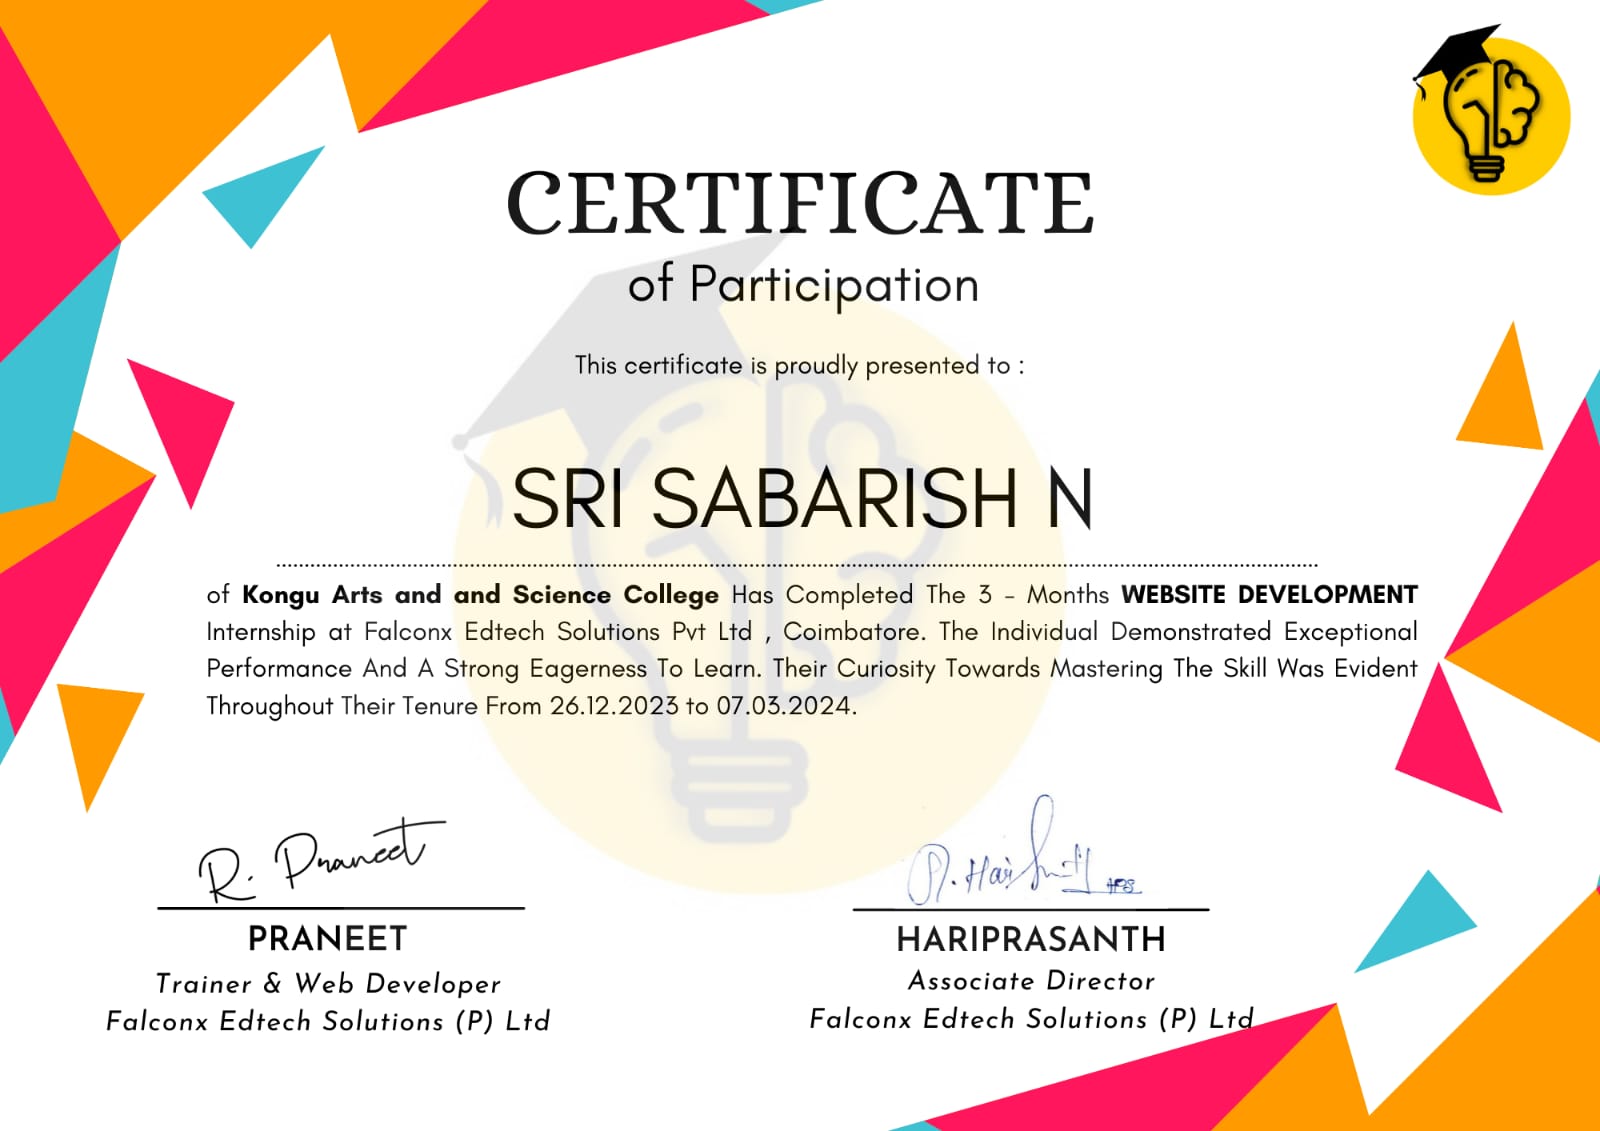 CERTIFICATE
of Participation
This certificate is proudly presented to :
SRI SABARISH N
of Kongu Arts and and Science College Has Completed The 3 - Months WEBSITE DEVELOPMENT
Internship at Falconx Edtech Solutions Pvt Ltd , Coimbatore. The Individual Demonstrated Exceptional
Performance And A Strong Eagerness To Learn. Their Curiosity Towards Mastering The Skill Was Evident
Throughout Their Tenure From 26.12.2023 to 07.03.2024.
R. Praneet
PRANEET
Trainer & Web Developer
Falconx Edtech Solutions (P) Ltd
HARIPRASANTH
Associate Director
Falconx Edtech Solutions (P) Ltd